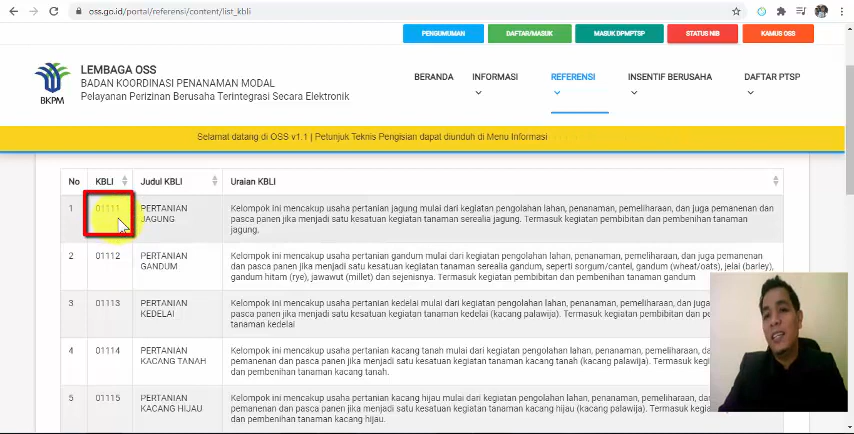 oss.go.id/portal/referensi/content/list_kbli
PENGUMUMAN DAFTAR/MASUK MASUK DPMPTSP STATUS NIB KAMUS OSS
LEMBAGA OSS
BADAN KOORDINASI PENANAMAN MODAL
Pelayanan Perizinan Berusaha Terintegrasi Secara Elektronik
BKPM
BERANDA INFORMASI REFERENSI INSENTIF BERUSAHA DAFTAR PTSP
Selamat datang di OSS v1.1 | Petunjuk Teknis Pengisian dapat diunduh di Menu Informasi
No KBLI Judul KBLI Uraian KBLI
1 01111 PERTANIAN JAGUNG
Kelompok ini mencakup usaha pertanian jagung mulai dari kegiatan pengolahan lahan, penanaman, pemeliharaan, dan juga pemanenan dan
pasca panen jika menjadi satu kesatuan kegiatan tanaman serealia jagung. Termasuk kegiatan pembibitan dan pembenihan tanaman
jagung.
2 01112 PERTANIAN GANDUM
Kelompok ini mencakup usaha pertanian gandum mulai dari kegiatan pengolahan lahan, penanaman, pemeliharaan, dan juga pemanenan
dan pasca panen jika menjadi satu kesatuan kegiatan tanaman serealia gandum, seperti sorgum/cantel, gandum (wheat/oats), jelai (barley),
gandum hitam (rye), jawawut (millet) dan sejenisnya. Termasuk kegiatan pembibitan dan pembenihan tanaman gandum
3 01113 PERTANIAN KEDELAI
Kelompok ini mencakup usaha pertanian kedelai mulai dari kegiatan pengolahan lahan, penanaman, pemeliharaan, dan juga
pasca panen jika menjadi satu kesatuan kegiatan tanaman kedelai (kacang palawija). Termasuk kegiatan pembibitan dan
tanaman kedelai
4 01114 PERTANIAN KACANG TANAH
Kelompok ini mencakup usaha pertanian kacang tanah mulai dari kegiatan pengolahan lahan, penanaman, pemeliharaan, dan
pemanenan dan pasca panen jika menjadi satu kesatuan kegiatan tanaman kacang tanah (kacang palawija). Termasuk
dan pembenihan tanaman kacang tanah.
5 01115 PERTANIAN KACANG HIJAU
Kelompok ini mencakup usaha pertanian kacang hijau mulai dari kegiatan pengolahan lahan, penanaman, pemeliharaan, dan
pemanenan dan pasca panen jika menjadi satu kesatuan kegiatan tanaman kacang hijau (kacang palawija). Termasuk
dan pembenihan tanaman kacang hijau.